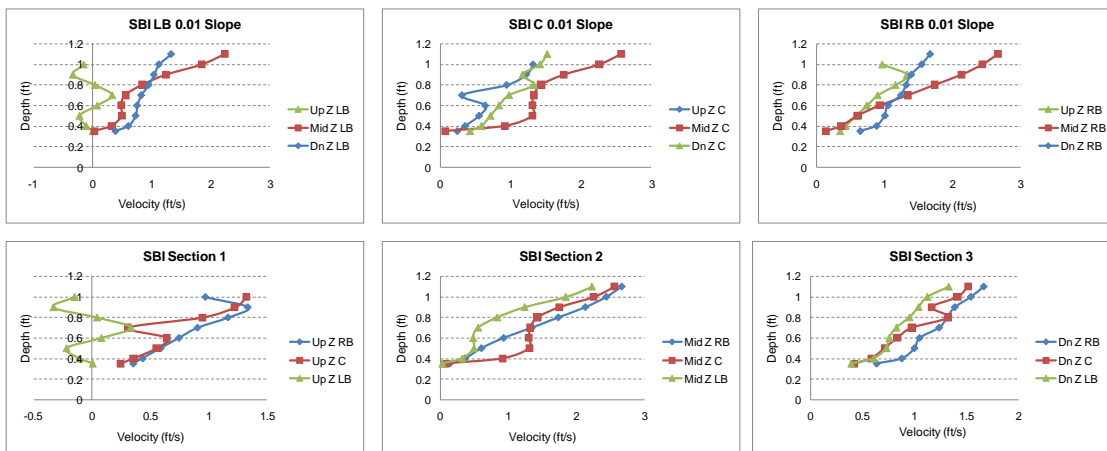 SBI LB 0.01 Slope
1.2
1
0.8
0.6
0.4
0.2
0
Depth (ft)
-1 0 1 2 3
Velocity (ft/s)
Up Z LB
Mid Z LB
Dn Z LB
SBI C 0.01 Slope
1.2
1
0.8
0.6
0.4
0.2
0
Depth (ft)
0 1 2 3
Velocity (ft/s)
Up Z C
Mid Z C
Dn Z C
SBI RB 0.01 Slope
1.2
1
0.8
0.6
0.4
0.2
0
Depth (ft)
0 1 2 3
Velocity (ft/s)
Up Z RB
Mid Z RB
Dn Z RB
SBI Section 1
1.2
1
0.8
0.6
0.4
0.2
0
Depth (ft)
-0.5 0 0.5 1 1.5
Velocity (ft/s)
Up Z RB
Up Z C
Up Z LB
SBI Section 2
1.2
1
0.8
0.6
0.4
0.2
0
Depth (ft)
0 1 2 3
Velocity (ft/s)
Mid Z RB
Mid Z C
Mid Z LB
SBI Section 3
1.2
1
0.8
0.6
0.4
0.2
0
Depth (ft)
0 0.5 1 1.5 2
Velocity (ft/s)
Dn Z RB
Dn Z C
Dn Z LB